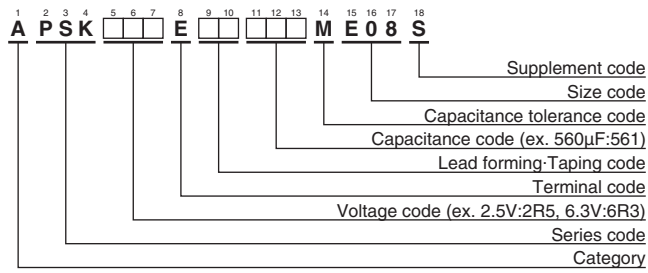 1 2 3 4 5 6 7 8 9 10 11 12 13 14 15 16 17 18
A P S K □□□ E □□ □□□ M E 0 8 S
Supplement code
Size code
Capacitance tolerance code
Capacitance code (ex. 560µF:561)
Lead forming·Taping code
Terminal code
Voltage code (ex. 2.5V:2R5, 6.3V:6R3)
Series code
Category